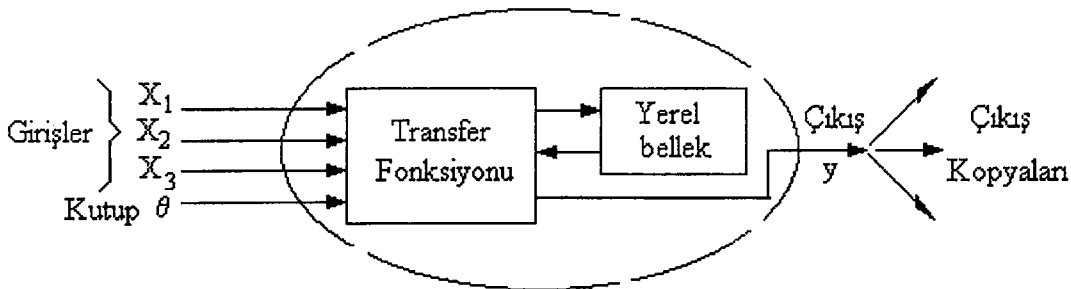 Girişler
X1
X2
X3
Kutup θ
Transfer
Fonksiyonu
Yerel
bellek
Çıkış
y
Çıkış
Kopyaları